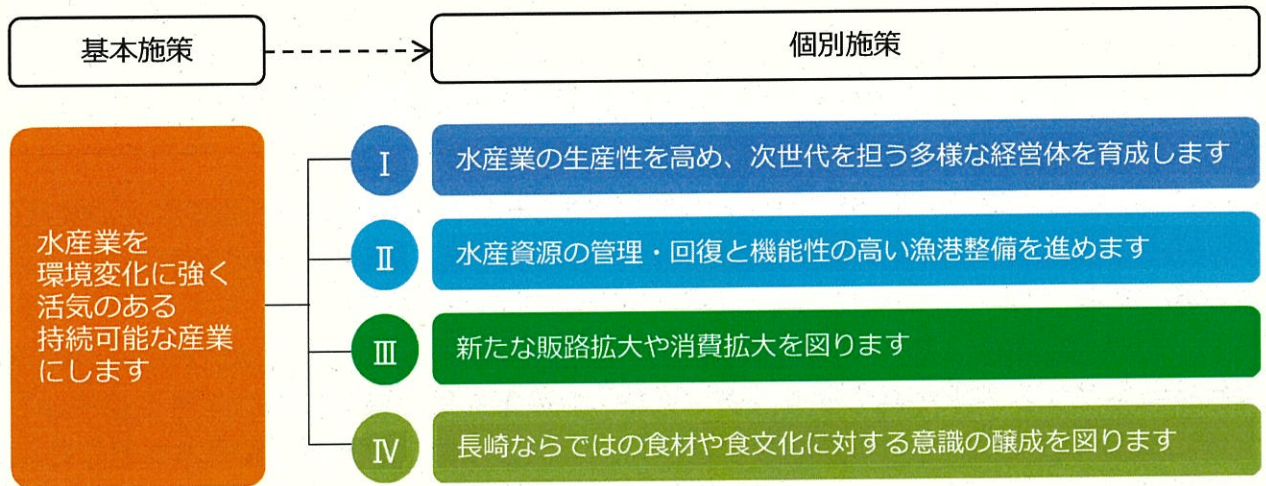 基本施策
個別施策
水産業を
環境変化に強く
活気のある
持続可能な産業
にします
Ⅰ
水産業の生産性を高め、次世代を担う多様な経営体を育成します
Ⅱ
水産資源の管理・回復と機能性の高い漁港整備を進めます
Ⅲ
新たな販路拡大や消費拡大を図ります
Ⅳ
長崎ならではの食材や食文化に対する意識の醸成を図ります